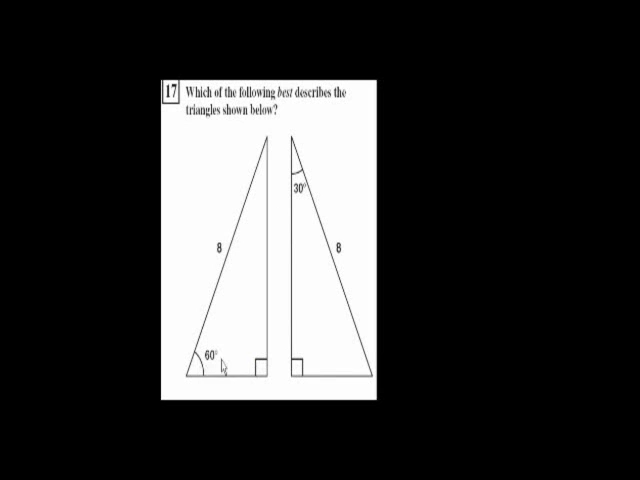 17 Which of the following best describes the
triangles shown below?
30°
8 8
60°